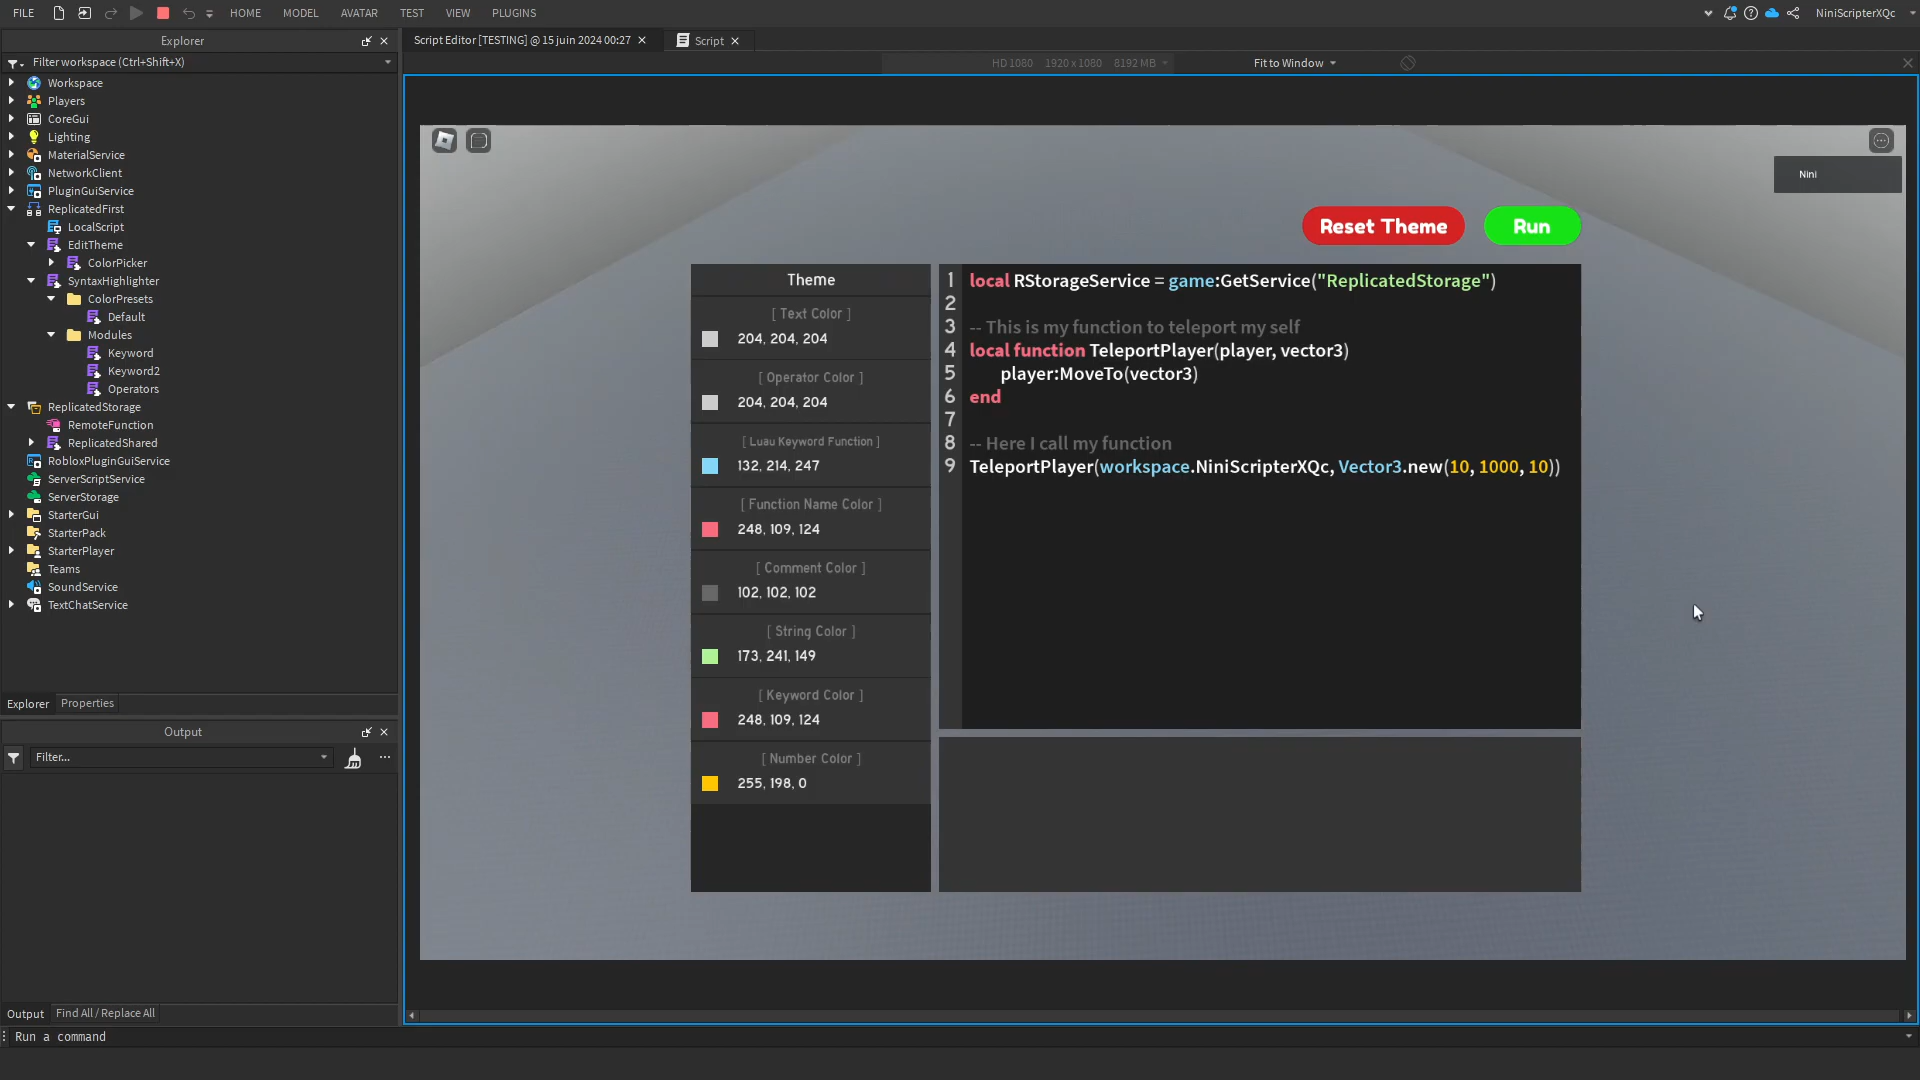 FILE
HOME
MODEL
AVATAR
TEST
VIEW
PLUGINS
NiniScripterXQc
Explorer
Filter workspace (Ctrl+Shift+X)
Workspace
Players
CoreGui
Lighting
MaterialService
NetworkClient
PluginGuiService
ReplicatedFirst
LocalScript
EditTheme
ColorPicker
SyntaxHighlighter
ColorPresets
Default
Modules
Keyword
Keyword2
Operators
ReplicatedStorage
RemoteFunction
ReplicatedShared
RobloxPluginGuiService
ServerScriptService
ServerStorage
StarterGui
StarterPack
StarterPlayer
Teams
SoundService
TextChatService
Explorer
Properties
Output
Filter...
Output
Find All / Replace All
Run a command
Script Editor [TESTING] @ 15 juin 2024 00:27
Script
HD 1080 1920 x 1080 8192 MB
Fit to Window
Nini
Reset Theme
Run
Theme
[ Text Color ]
204, 204, 204
[ Operator Color ]
204, 204, 204
[ Luau Keyword Function ]
132, 214, 247
[ Function Name Color ]
248, 109, 124
[ Comment Color ]
102, 102, 102
[ String Color ]
173, 241, 149
[ Keyword Color ]
248, 109, 124
[ Number Color ]
255, 198, 0
1 local RStorageService = game:GetService("ReplicatedStorage")
2
3 -- This is my function to teleport my self
4 local function TeleportPlayer(player, vector3)
5 player:MoveTo(vector3)
6 end
7
8 -- Here I call my function
9 TeleportPlayer(workspace.NiniScripterXQc, Vector3.new(10, 1000, 10))